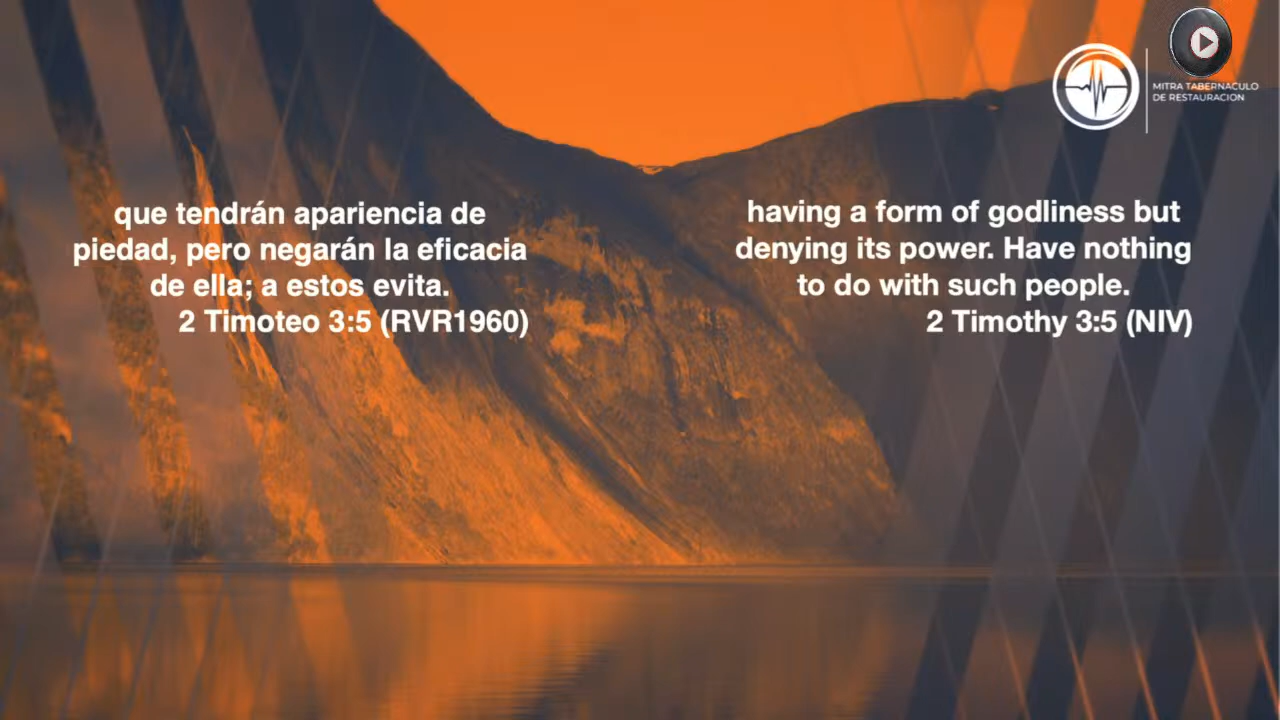 que tendrán apariencia de
piedad, pero negarán la eficacia
de ella; a estos evita.
2 Timoteo 3:5 (RVR1960)
having a form of godliness but
denying its power. Have nothing
to do with such people.
2 Timothy 3:5 (NIV)
MITRA TABERNACULO
DE RESTAURACION